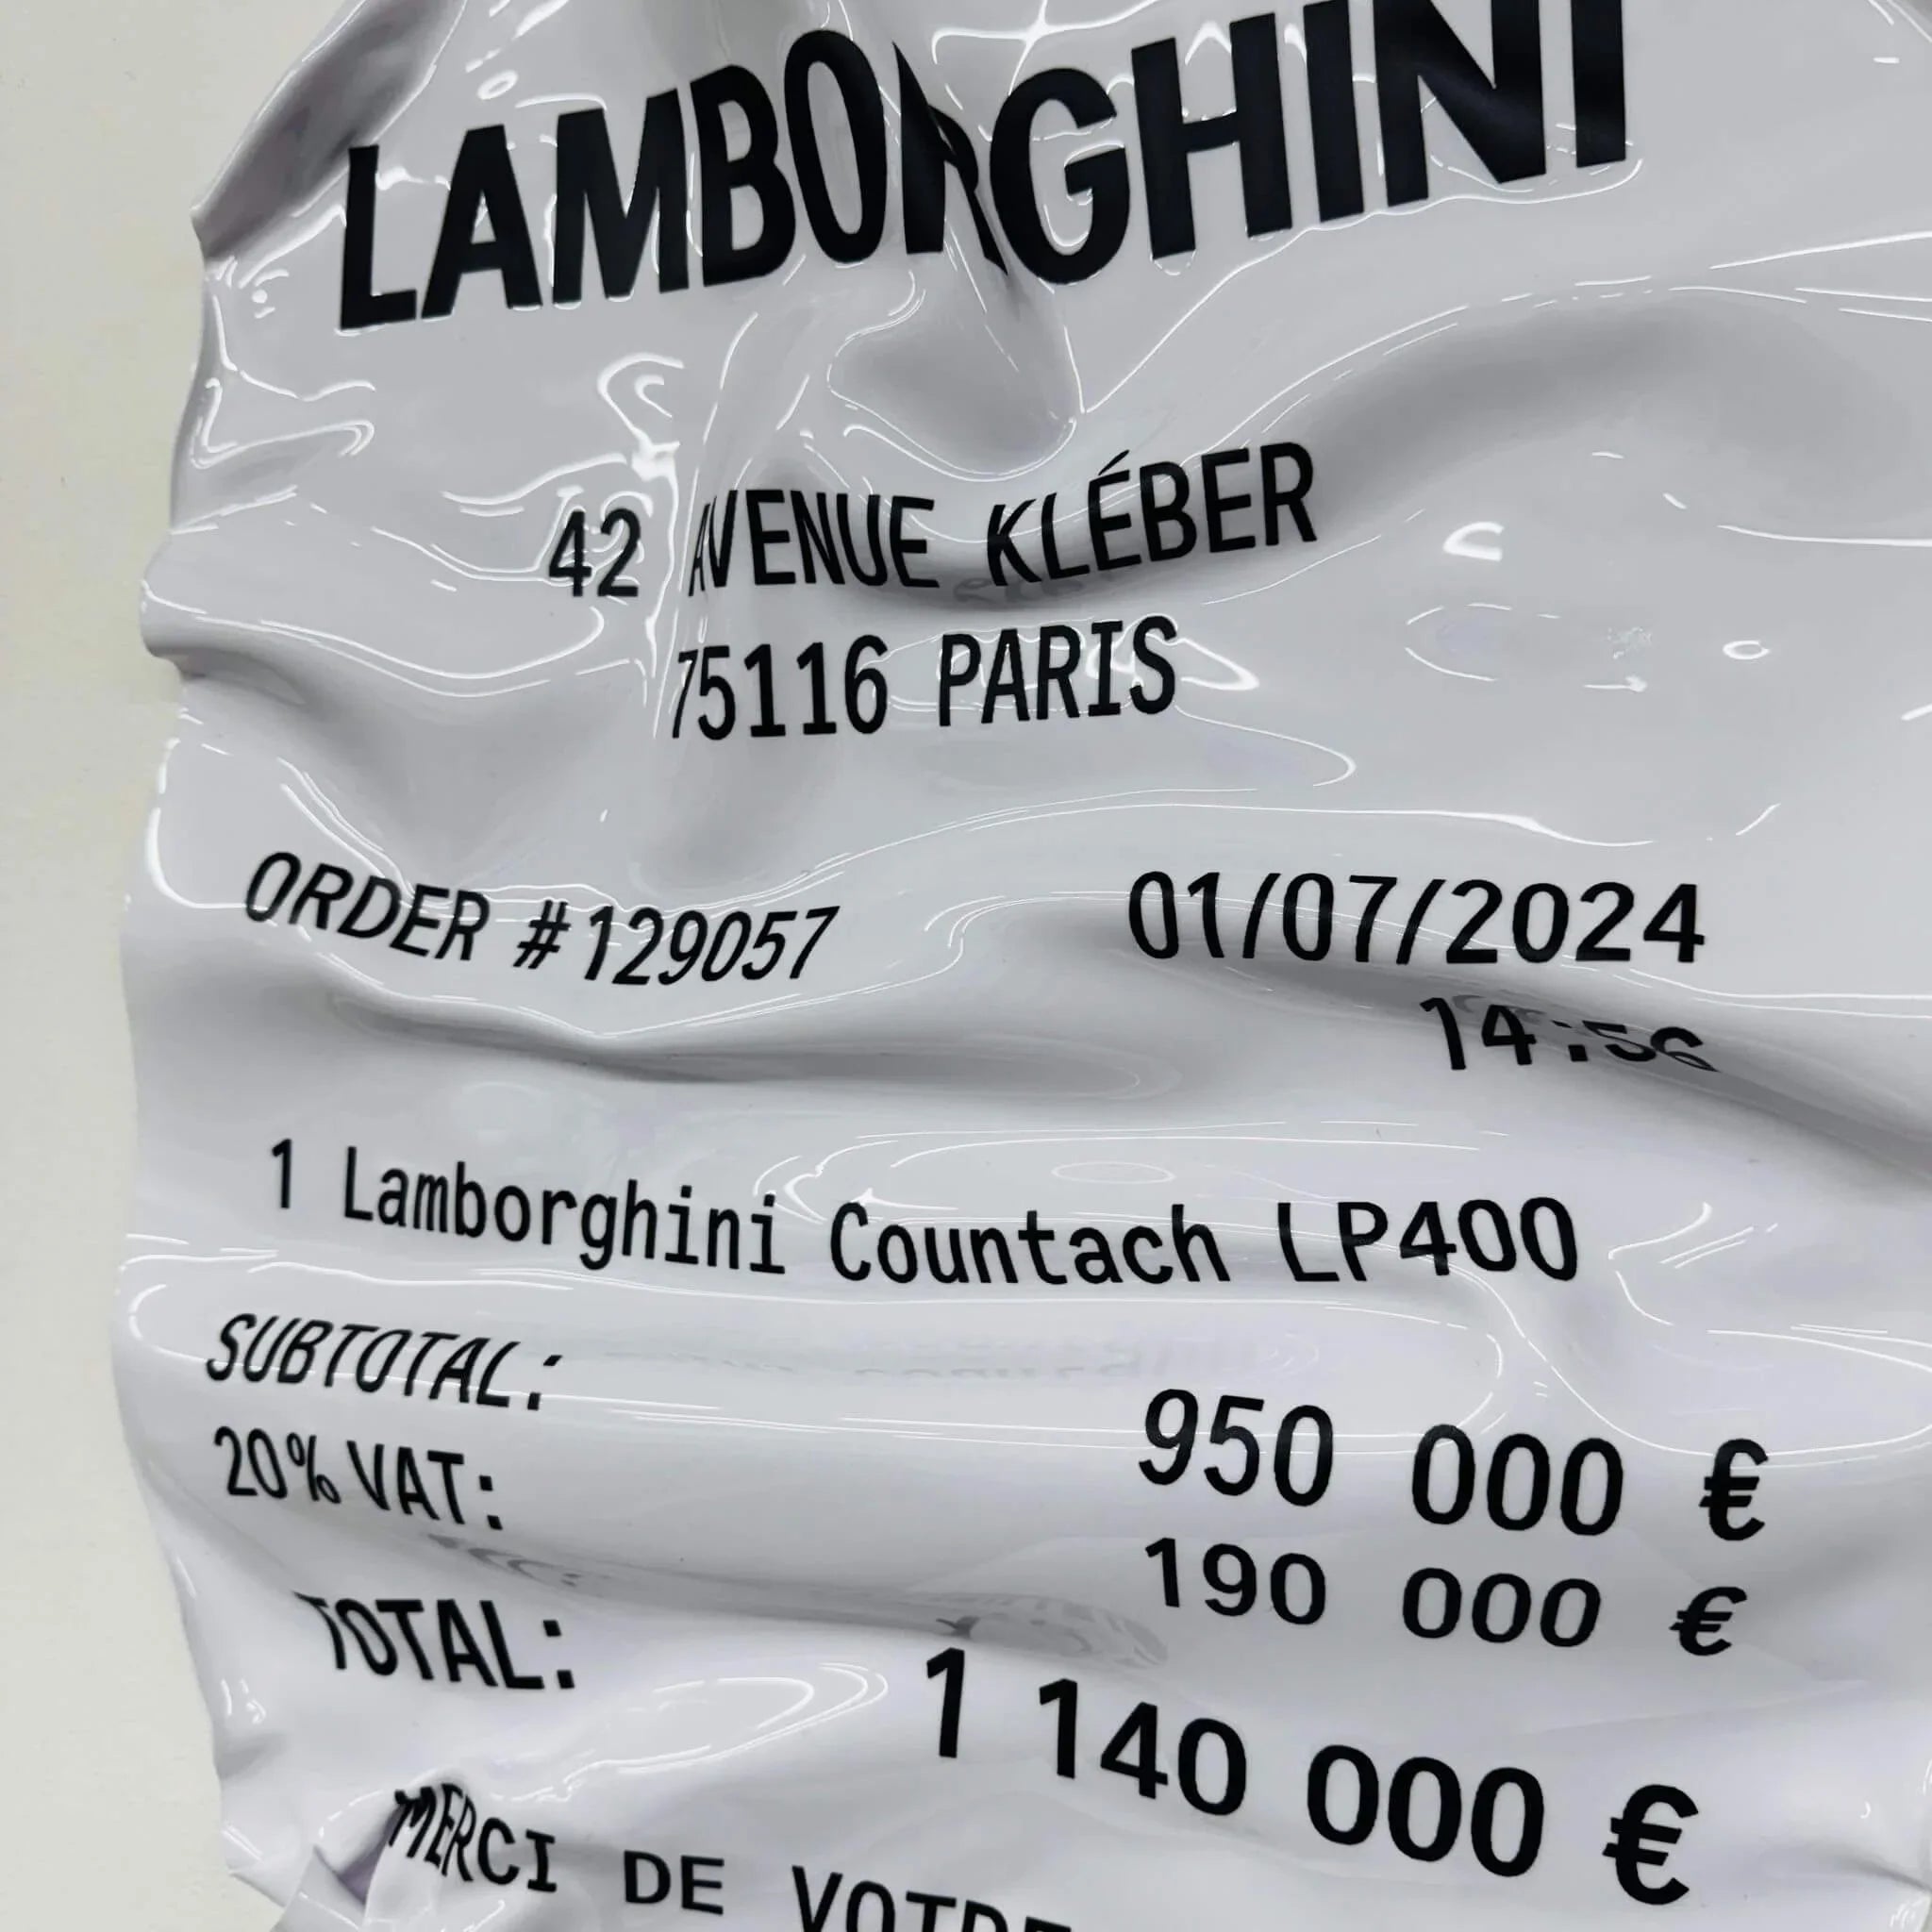 LAMBORGHINI
42 AVENUE KLÉBER
75116 PARIS
ORDER #129057 01/07/2024
14:56
1 Lamborghini Countach LP400
SUBTOTAL: 950 000 €
20% VAT: 190 000 €
TOTAL: 1 140 000 €
MERCI DE VOTRE